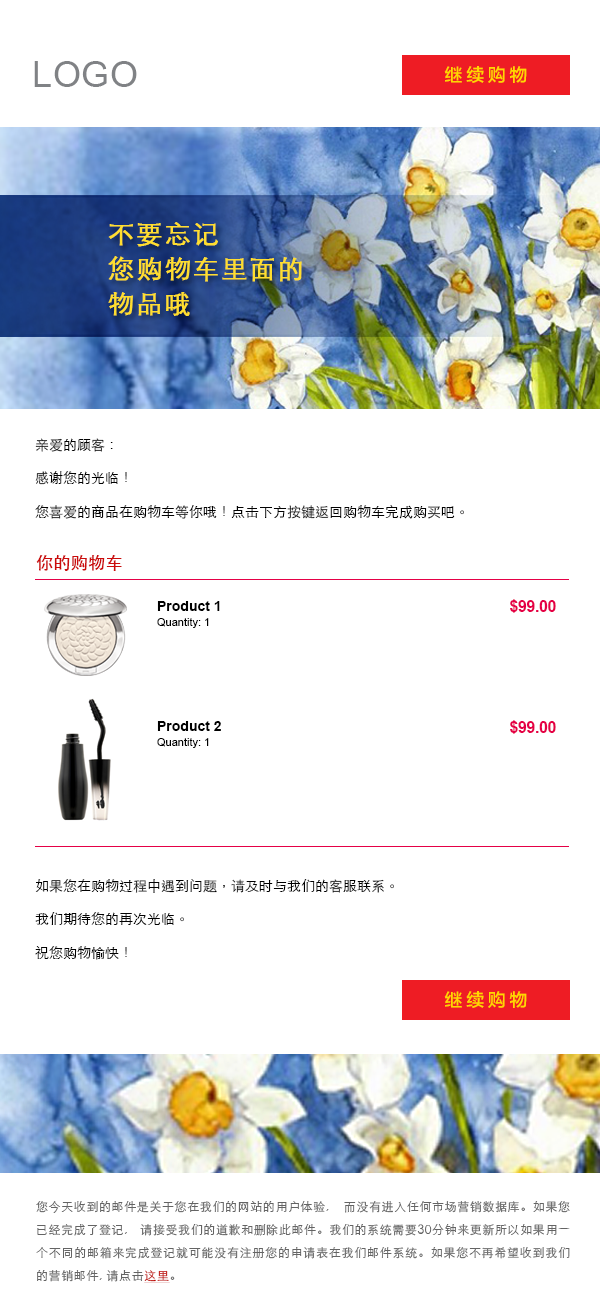 LOGO
继续购物
不要忘记
您购物车里面的
物品哦
亲爱的顾客：
感谢您的光临！
您喜爱的商品在购物车等你哦！点击下方按键返回购物车完成购买吧。
你的购物车
Product 1
Quantity: 1
$99.00
Product 2
Quantity: 1
$99.00
如果您在购物过程中遇到问题，请及时与我们的客服联系。
我们期待您的再次光临。
祝您购物愉快！
继续购物
您今天收到的邮件是关于您在我们的网站的用户体验， 而没有进入任何市场营销数据库。如果您
已经完成了登记， 请接受我们的道歉和删除此邮件。我们的系统需要30分钟来更新所以如果用一
个不同的邮箱来完成登记就可能没有注册您的申请表在我们邮件系统。如果您不再希望收到我们
的营销邮件, 请点击这里。